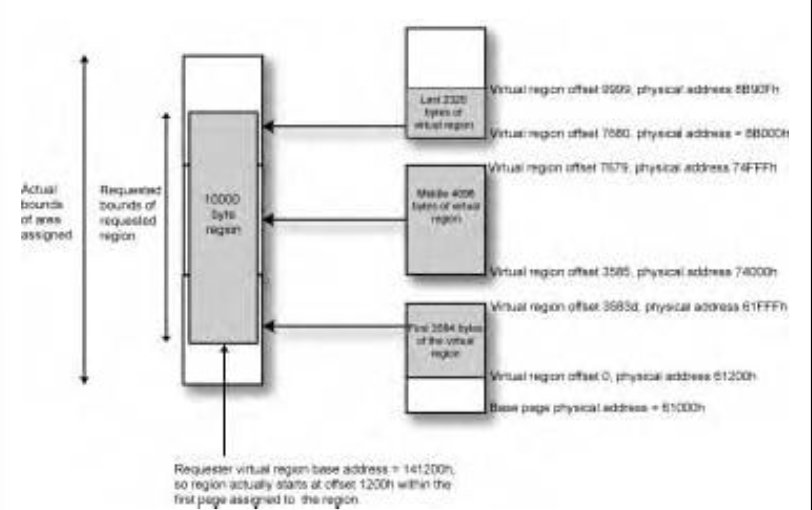 Virtual region offset 9999, physical address 8B90Fh
Last 2320
bytes of
virtual region
Virtual region offset 7680, physical address = 8B000h
Virtual region offset 7679, physical address 74FFFh
Actual
bounds
of area
assigned
Requested
bounds of
requested
region
10000
byte
region
Middle 4096
bytes of virtual
region
Virtual region offset 3585, physical address 74000h
Virtual region offset 3583d, physical address 61FFFh
First 3584 bytes
of the virtual
region
Virtual region offset 0, physical address 61200h
Base page physical address = 61000h
Requester virtual region base address = 141200h,
so region actually starts at offset 1200h within the
first page assigned to the region.